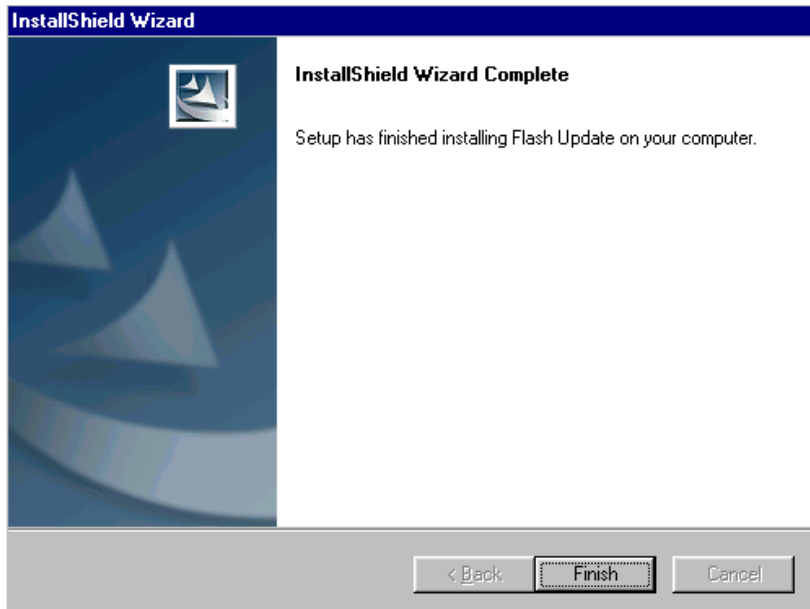 InstallShield Wizard
InstallShield Wizard Complete
Setup has finished installing Flash Update on your computer.
< Back
Finish
Cancel